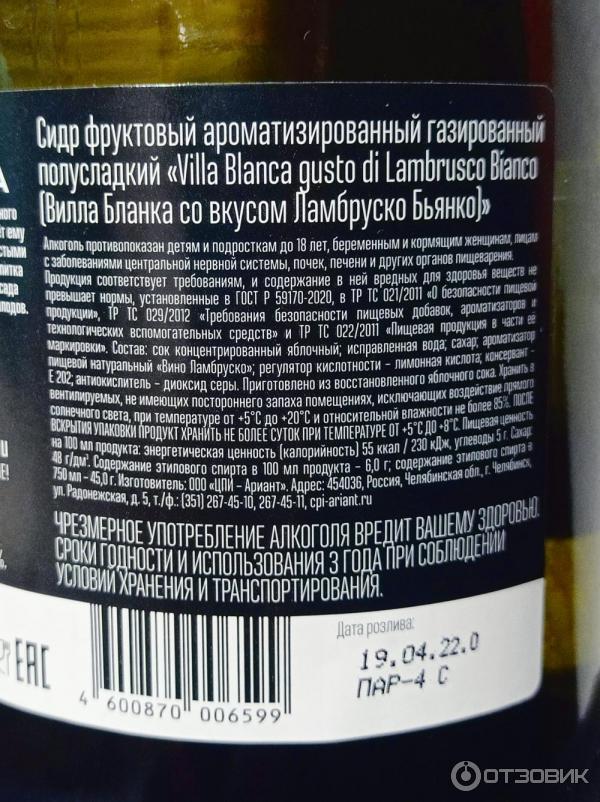 Сидр фруктовый ароматизированный газированный
полусладкий «Villa Blanca gusto di Lambrusco Bianco
(Вилла Бланка со вкусом Ламбруско Бьянко)»
Алкоголь противопоказан детям и подросткам до 18 лет, беременным и кормящим женщинам, лицам
с заболеваниями центральной нервной системы, почек, печени и других органов пищеварения.
Продукция соответствует требованиям, и содержание в ней вредных для здоровья веществ не
превышает нормы, установленные в ГОСТ Р 59170-2020, в ТР ТС 021/2011 «О безопасности пищевой
продукции», ТР ТС 029/2012 «Требования безопасности пищевых добавок, ароматизаторов и
технологических вспомогательных средств» и ТР ТС 022/2011 «Пищевая продукция в части её
маркировки». Состав: сок концентрированный яблочный; исправленная вода; сахар; ароматизатор
пищевой натуральный «Вино Ламбруско»; регулятор кислотности - лимонная кислота; консервант -
Е 202; антиокислитель - диоксид серы. Приготовлено из восстановленного яблочного сока. Хранить в
вентилируемых, не имеющих постороннего запаха помещениях, исключающих воздействие прямого
солнечного света, при температуре от +5°С до +20°С и относительной влажности не более 85%. ПОСЛЕ
ВСКРЫТИЯ УПАКОВКИ ПРОДУКТ ХРАНИТЬ НЕ БОЛЕЕ СУТОК ПРИ ТЕМПЕРАТУРЕ ОТ +5°С ДО +8°С. Пищевая ценность
на 100 мл продукта: энергетическая ценность (калорийность) 55 ккал / 230 кДж, углеводы 5 г. Сахар:
48 г/дм³. Содержание этилового спирта в 100 мл продукта - 6,0 г; содержание этилового спирта в
750 мл - 45,0 г. Изготовитель: ООО «ЦПИ - Ариант». Адрес: 454036, Россия, Челябинская обл., г. Челябинск,
ул. Радонежская, д. 5, т./ф.: (351) 267-45-10, 267-45-11, cpi-ariant.ru
ЧРЕЗМЕРНОЕ УПОТРЕБЛЕНИЕ АЛКОГОЛЯ ВРЕДИТ ВАШЕМУ ЗДОРОВЬЮ.
СРОКИ ГОДНОСТИ И ИСПОЛЬЗОВАНИЯ 3 ГОДА ПРИ СОБЛЮДЕНИИ
УСЛОВИЙ ХРАНЕНИЯ И ТРАНСПОРТИРОВАНИЯ.
EAC
4 600870 006599
Дата розлива:
19.04.22.0
ПАР-4 С
ОТЗОВИК